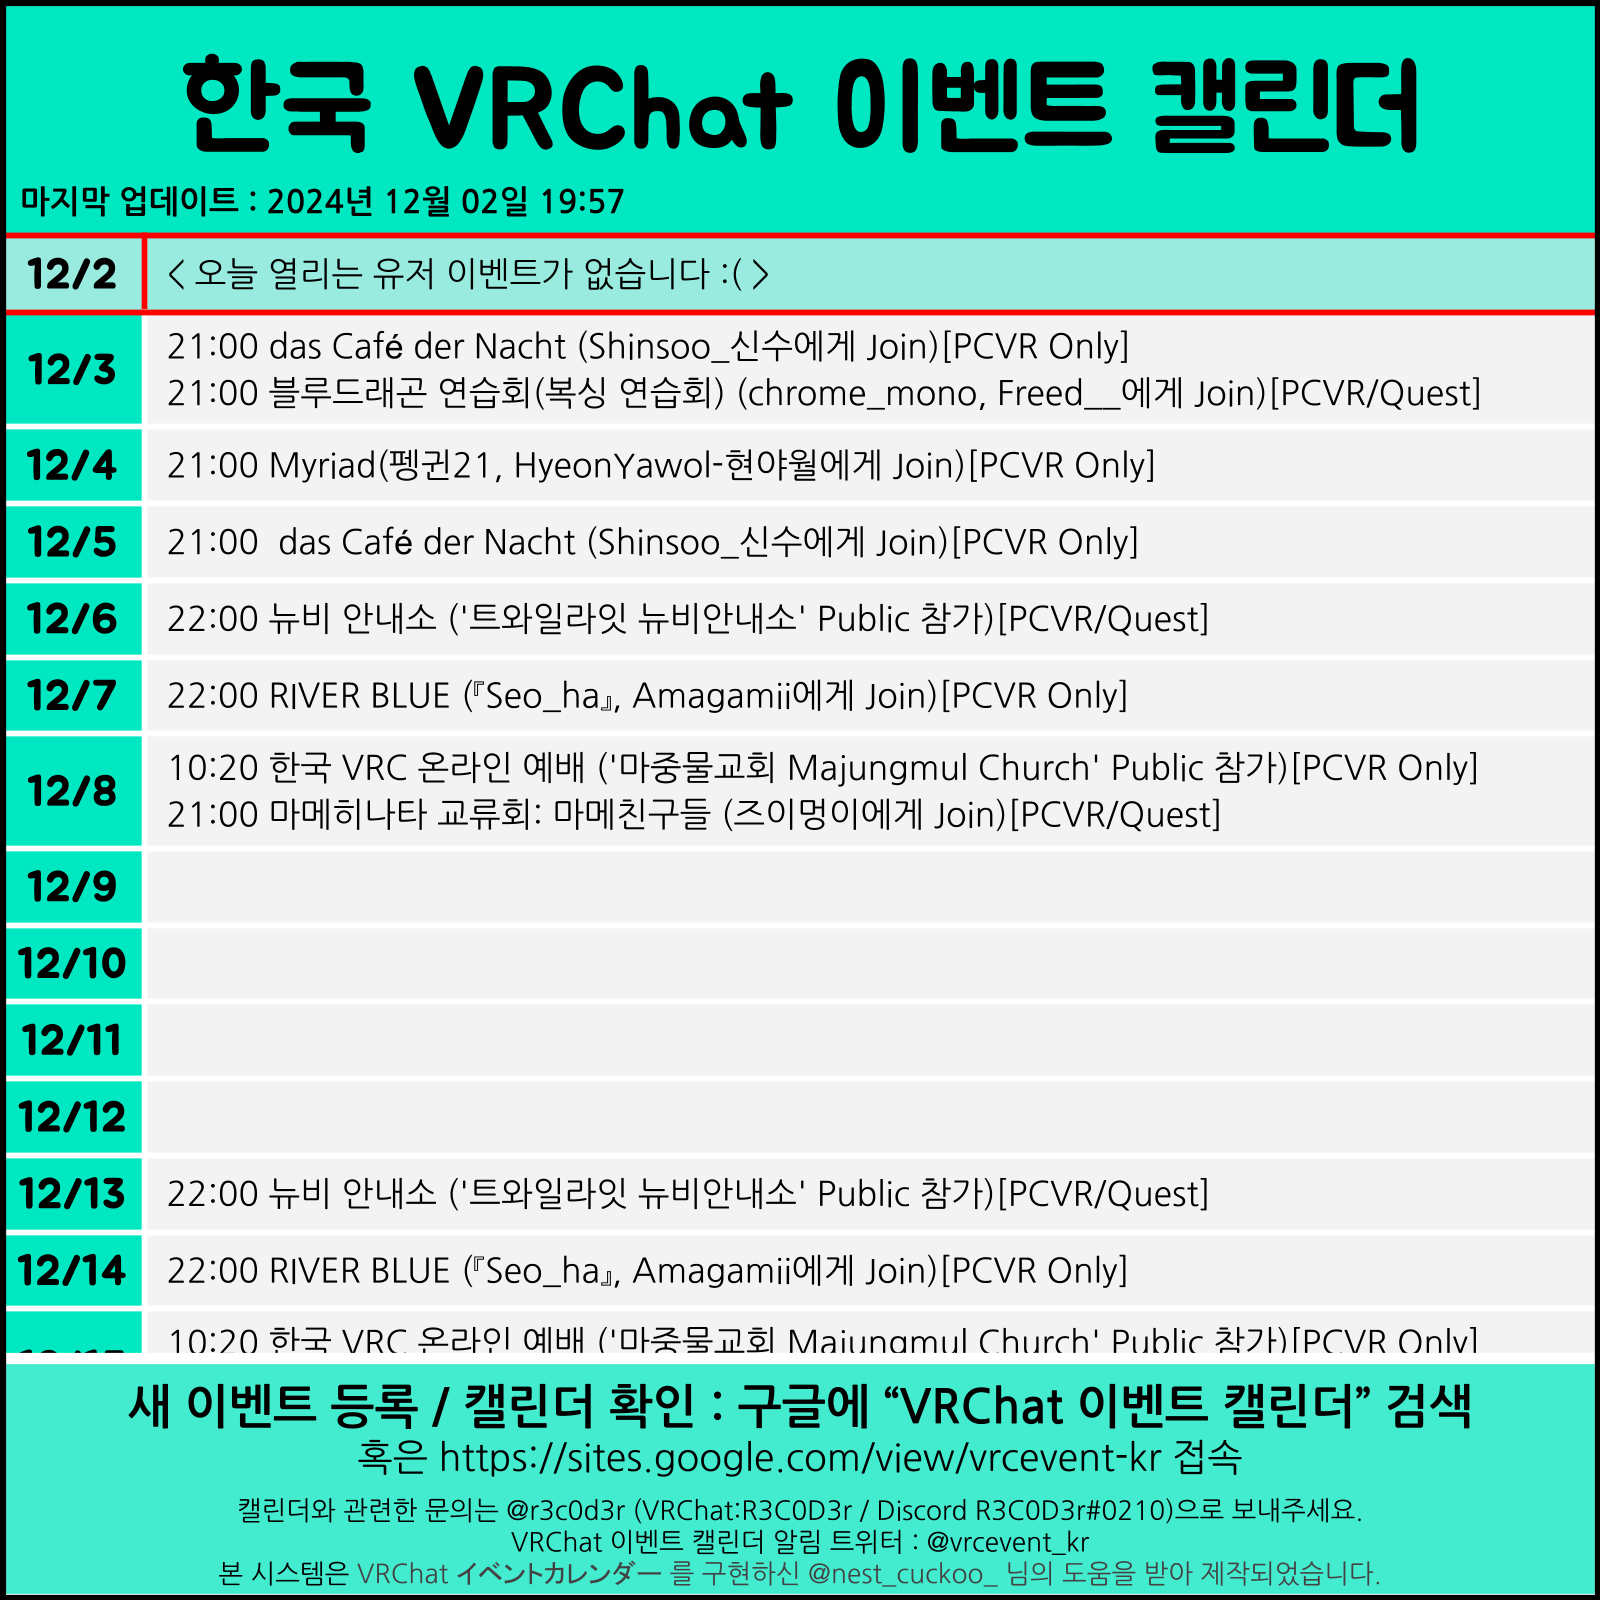 한국 VRChat 이벤트 캘린더
마지막 업데이트 : 2024년 12월 02일 19:57
12/2
< 오늘 열리는 유저 이벤트가 없습니다 :( >
12/3
21:00 das Café der Nacht (Shinsoo_신수에게 Join)[PCVR Only]
21:00 블루드래곤 연습회(복싱 연습회) (chrome_mono, Freed__에게 Join)[PCVR/Quest]
12/4
21:00 Myriad(펭귄21, HyeonYawol-현야월에게 Join)[PCVR Only]
12/5
21:00  das Café der Nacht (Shinsoo_신수에게 Join)[PCVR Only]
12/6
22:00 뉴비 안내소 ('트와일라잇 뉴비안내소' Public 참가)[PCVR/Quest]
12/7
22:00 RIVER BLUE (『Seo_ha』, Amagamii에게 Join)[PCVR Only]
12/8
10:20 한국 VRC 온라인 예배 ('마중물교회 Majungmul Church' Public 참가)[PCVR Only]
21:00 마메히나타 교류회: 마메친구들 (즈이멍이에게 Join)[PCVR/Quest]
12/9
12/10
12/11
12/12
12/13
22:00 뉴비 안내소 ('트와일라잇 뉴비안내소' Public 참가)[PCVR/Quest]
12/14
22:00 RIVER BLUE (『Seo_ha』, Amagamii에게 Join)[PCVR Only]
10:20 한국 VRC 온라인 예배 ('마중물교회 Majungmul Church' Public 참가)[PCVR Only]
새 이벤트 등록 / 캘린더 확인 : 구글에 “VRChat 이벤트 캘린더” 검색
혹은 https://sites.google.com/view/vrcevent-kr 접속
캘린더와 관련한 문의는 @r3c0d3r (VRChat:R3C0D3r / Discord R3C0D3r#0210)으로 보내주세요.
VRChat 이벤트 캘린더 알림 트위터 : @vrcevent_kr
본 시스템은 VRChat イベントカレンダー 를 구현하신 @nest_cuckoo_ 님의 도움을 받아 제작되었습니다.